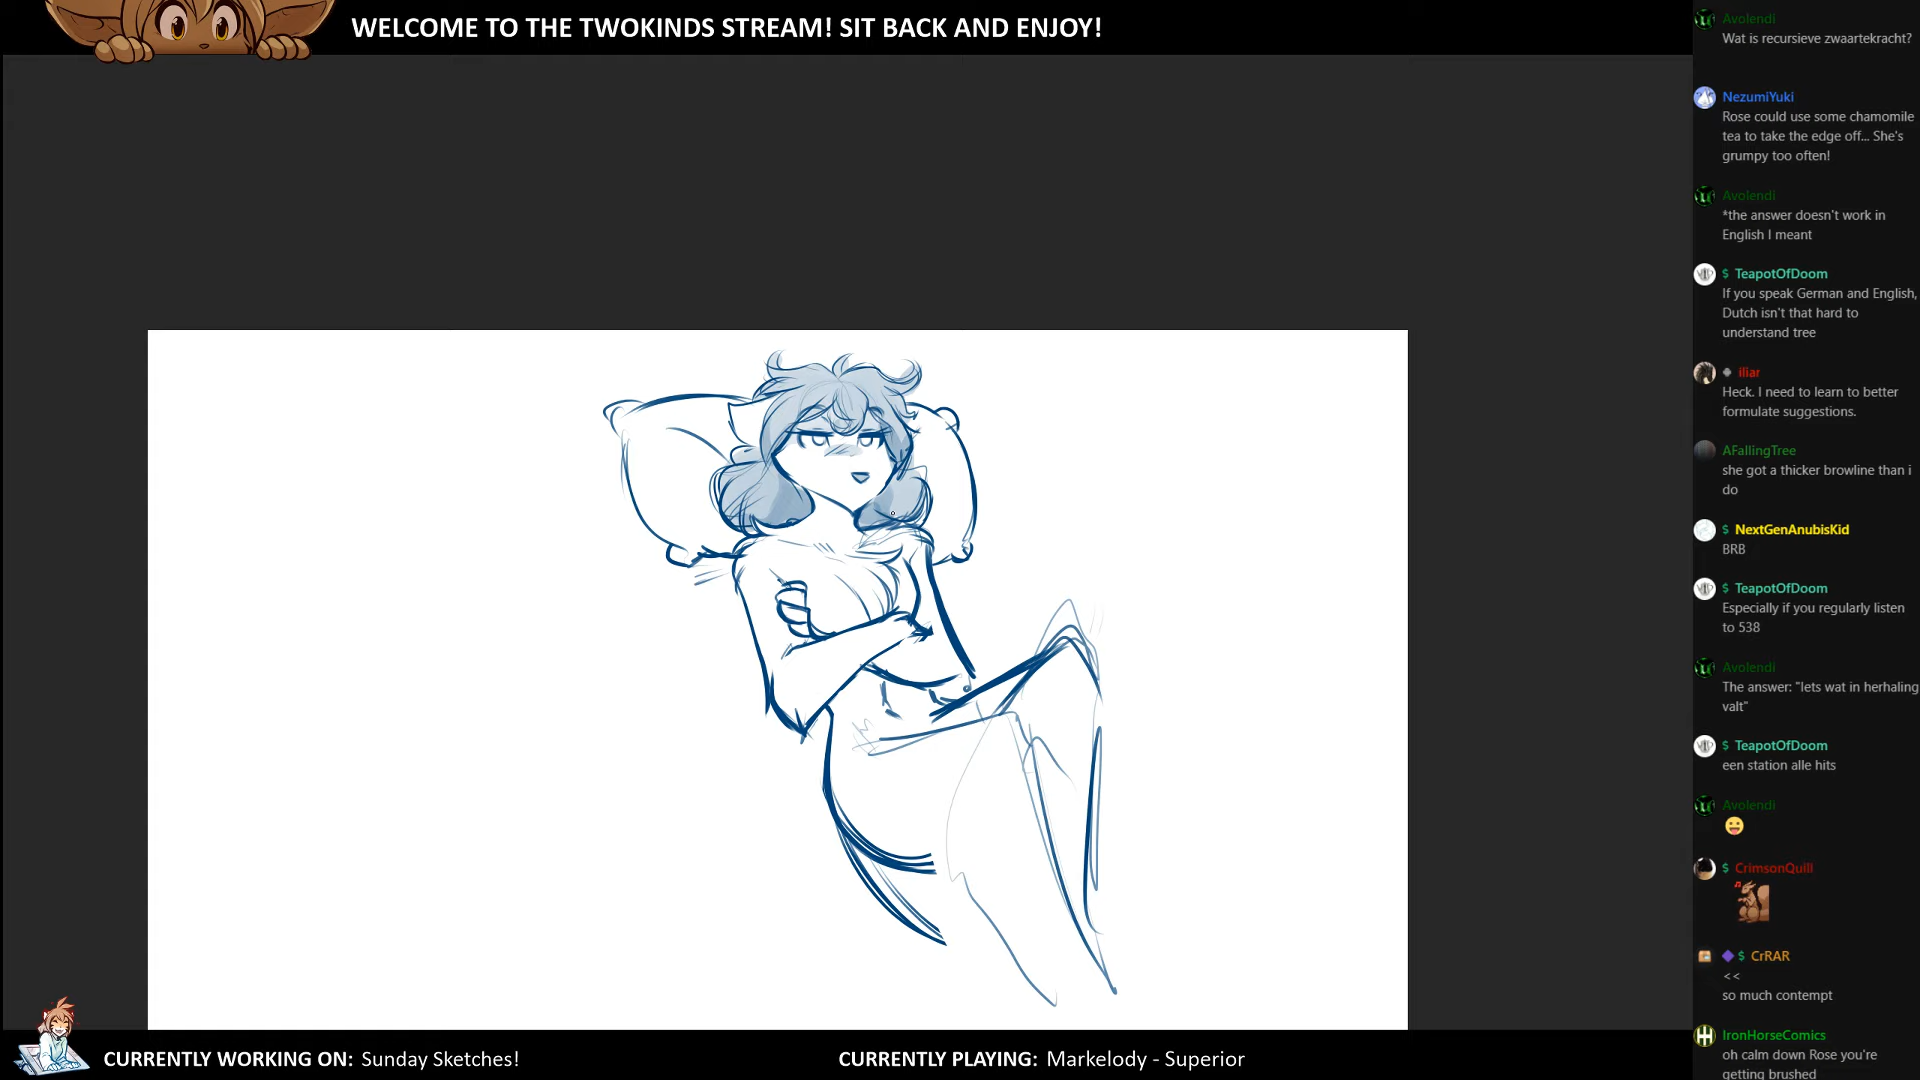 WELCOME TO THE TWOKINDS STREAM! SIT BACK AND ENJOY!
Avolendi
Wat is recursieve zwaartekracht?
NezumiYuki
Rose could use some chamomile
tea to take the edge off... She's
grumpy too often!
Avolendi
*the answer doesn't work in
English I meant
$ TeapotOfDoom
If you speak German and English,
Dutch isn't that hard to
understand tree
iliar
Heck. I need to learn to better
formulate suggestions.
AFallingTree
she got a thicker browline than i
do
$ NextGenAnubisKid
BRB
$ TeapotOfDoom
Especially if you regularly listen
to 538
Avolendi
The answer: "iets wat in herhaling
valt"
$ TeapotOfDoom
een station alle hits
Avolendi
$ CrimsonQuill
$ CrRAR
<<
so much contempt
IronHorseComics
oh calm down Rose you're
getting brushed
CURRENTLY WORKING ON: Sunday Sketches!
CURRENTLY PLAYING: Markelody - Superior